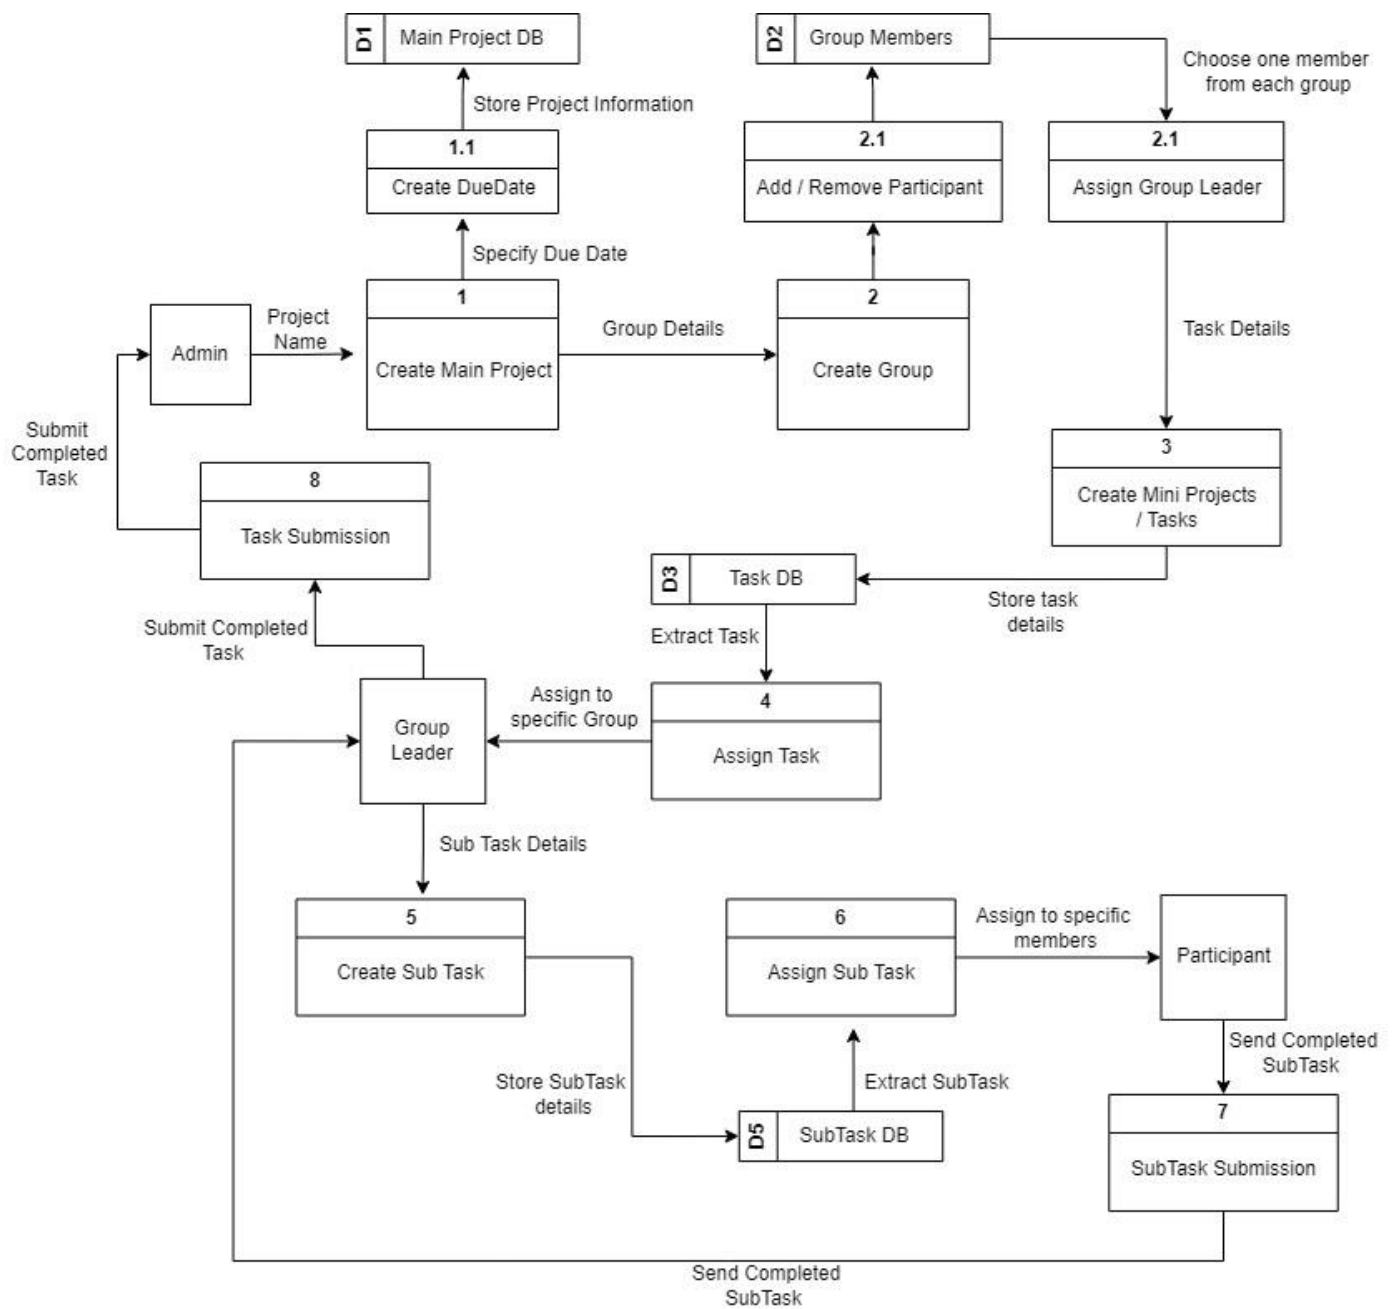 D1
Main Project DB
D2
Group Members
Choose one member
from each group
Store Project Information
1.1
Create DueDate
2.1
Add / Remove Participant
2.1
Assign Group Leader
Specify Due Date
1
Create Main Project
2
Create Group
Admin
Project
Name
Group Details
Task Details
Submit
Completed
Task
3
Create Mini Projects
/ Tasks
8
Task Submission
D3
Task DB
Store task
details
Submit Completed
Task
Extract Task
Group
Leader
Assign to
specific Group
4
Assign Task
Sub Task Details
5
Create Sub Task
6
Assign Sub Task
Assign to specific
members
Participant
Send Completed
SubTask
Store SubTask
details
Extract SubTask
D5
SubTask DB
7
SubTask Submission
Send Completed
SubTask